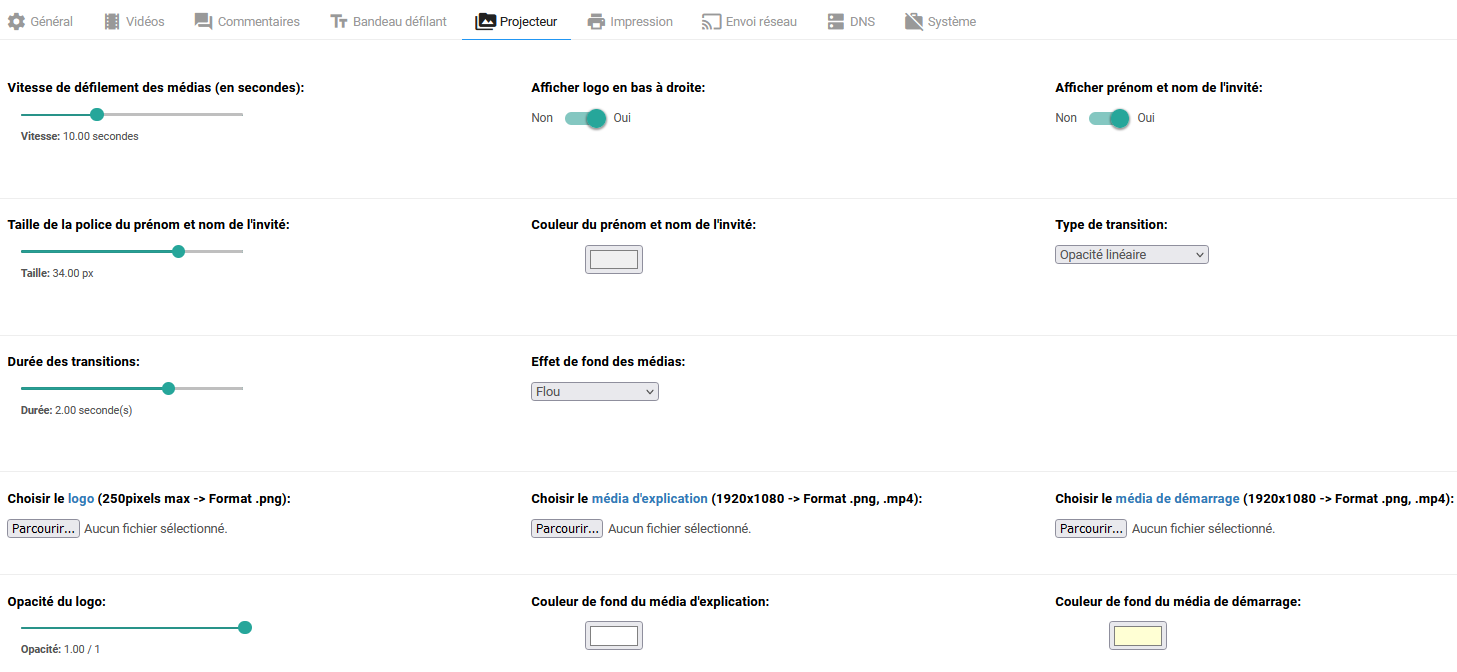 Général Vidéos Commentaires Bandeau défilant Projecteur Impression Envoi réseau DNS Système
Vitesse de défilement des médias (en secondes): Afficher logo en bas à droite: Afficher prénom et nom de l'invité:
Non Oui Non Oui
Vitesse: 10.00 secondes
Taille de la police du prénom et nom de l'invité: Couleur du prénom et nom de l'invité: Type de transition:
Opacité linéaire
Taille: 34.00 px
Durée des transitions: Effet de fond des médias:
Flou
Durée: 2.00 seconde(s)
Choisir le logo (250pixels max -> Format .png): Choisir le média d'explication (1920x1080 -> Format .png, .mp4): Choisir le média de démarrage (1920x1080 -> Format .png, .mp4):
Parcourir... Aucun fichier sélectionné. Parcourir... Aucun fichier sélectionné. Parcourir... Aucun fichier sélectionné.
Opacité du logo: Couleur de fond du média d'explication: Couleur de fond du média de démarrage:
Opacité: 1.00 / 1